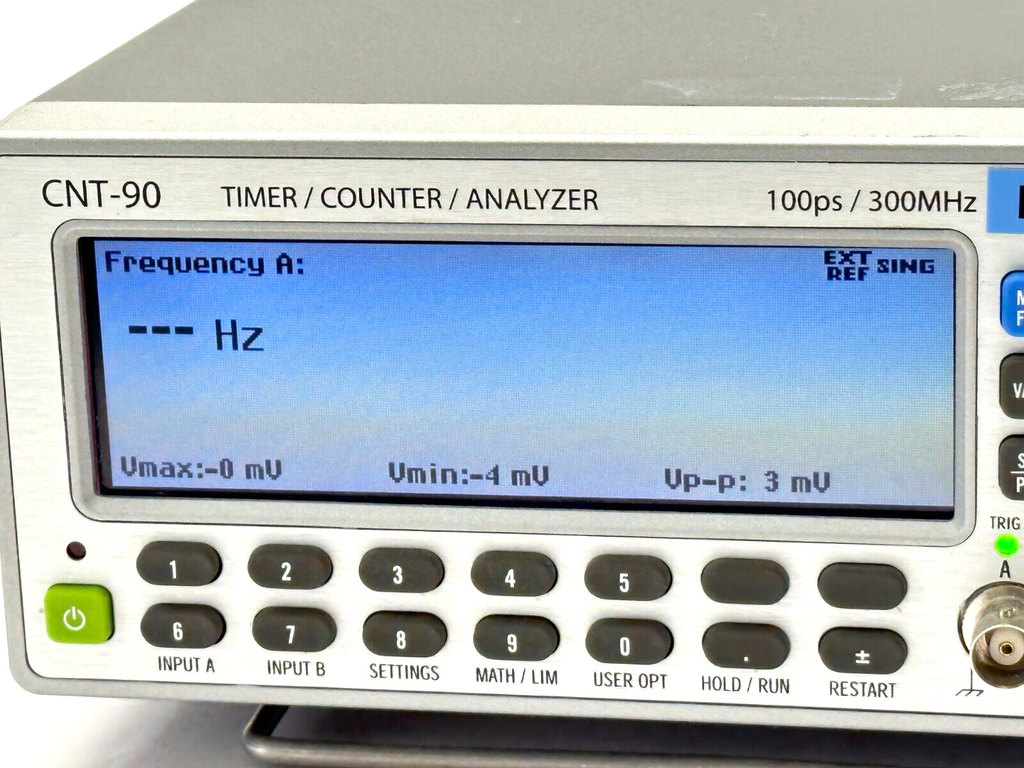 CNT-90 TIMER / COUNTER / ANALYZER 100ps / 300MHz
Frequency A: EXT REF SING
--- Hz
Vmax:-0 mV Vmin:-4 mV Vp-p: 3 mV
TRIG
A
1 2 3 4 5
6 7 8 9 0 . ±
INPUT A INPUT B SETTINGS MATH / LIM USER OPT HOLD / RUN RESTART